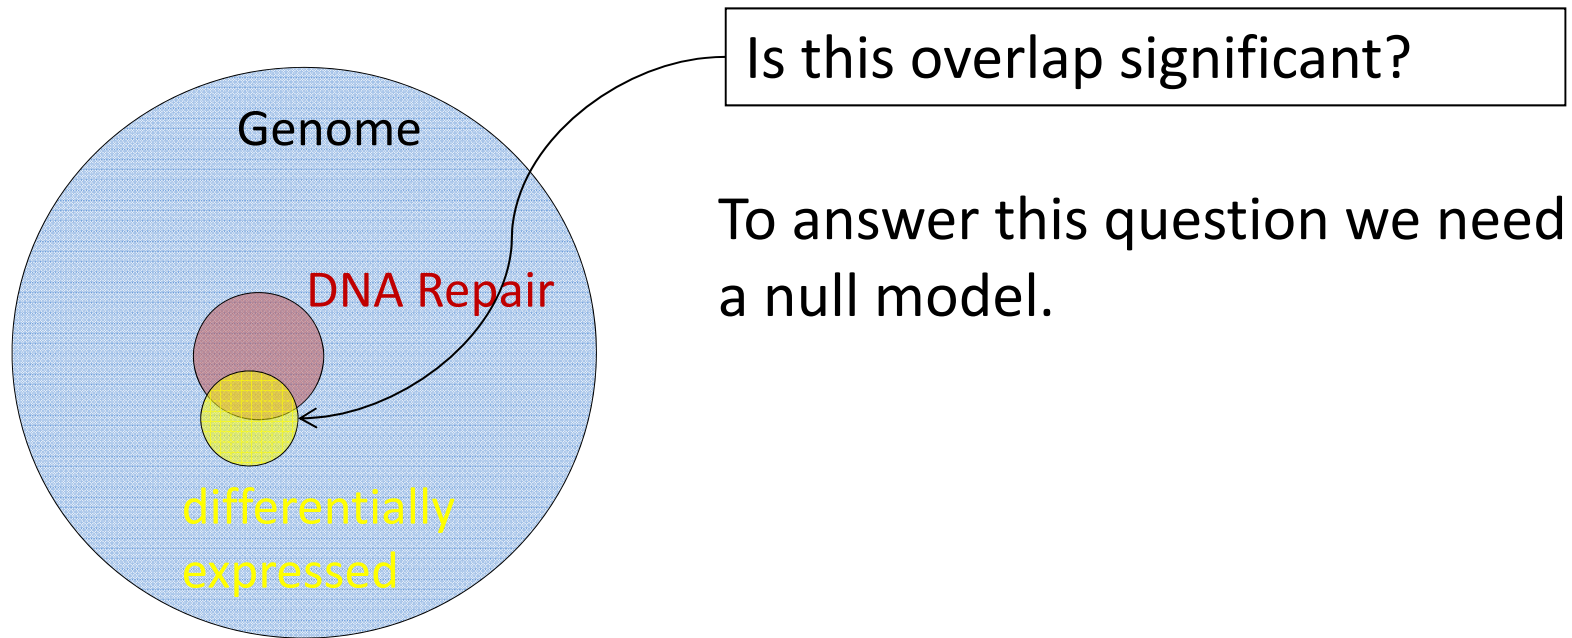 Is this overlap significant?
Genome
To answer this question we need
a null model.
DNA Repair
differentially
expressed